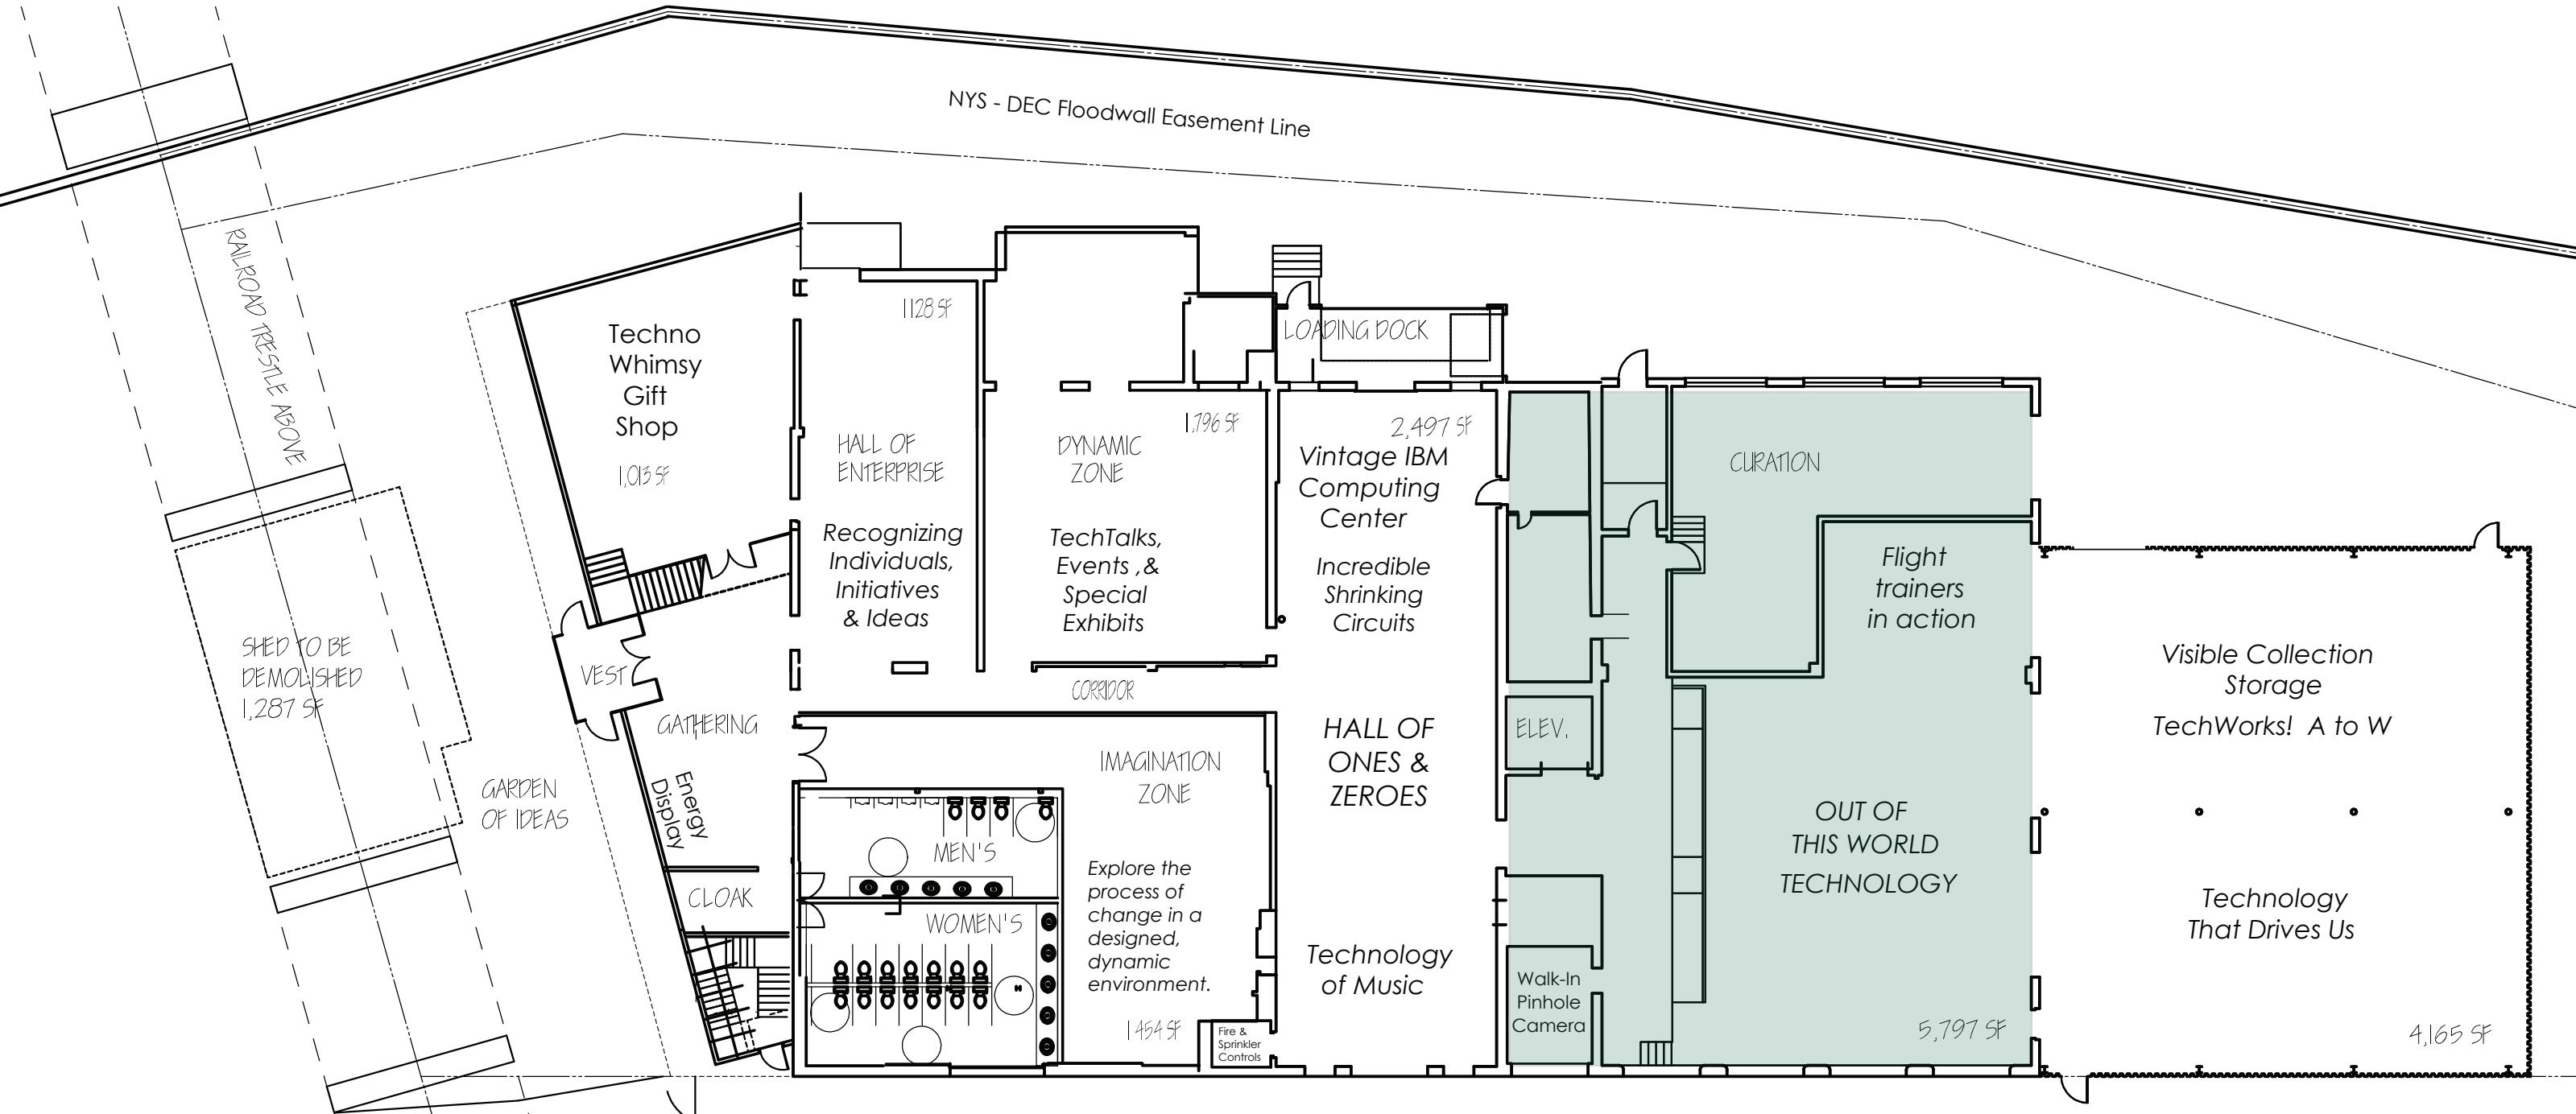 NYS - DEC Floodwall Easement Line
RAILROAD TRESTLE ABOVE
Techno
Whimsy
Gift
Shop
1,013 SF
1128 SF
HALL OF
ENTERPRISE
Recognizing
Individuals,
Initiatives
& Ideas
DYNAMIC
ZONE
1,796 SF
TechTalks,
Events ,&
Special
Exhibits
LOADING DOCK
2,497 SF
Vintage IBM
Computing
Center
Incredible
Shrinking
Circuits
CURATION
Flight
trainers
in action
SHED TO BE
DEMOLISHED
1,287 SF
VEST
GATHERING
CORRIDOR
HALL OF
ONES &
ZEROES
ELEV.
Visible Collection
Storage
TechWorks! A to W
GARDEN
OF IDEAS
Energy
Display
IMAGINATION
ZONE
OUT OF
THIS WORLD
TECHNOLOGY
MEN'S
CLOAK
WOMEN'S
Explore the
process of
change in a
designed,
dynamic
environment.
1454 SF
Fire &
Sprinkler
Controls
Technology
of Music
Walk-In
Pinhole
Camera
5,797 SF
Technology
That Drives Us
4,165 SF